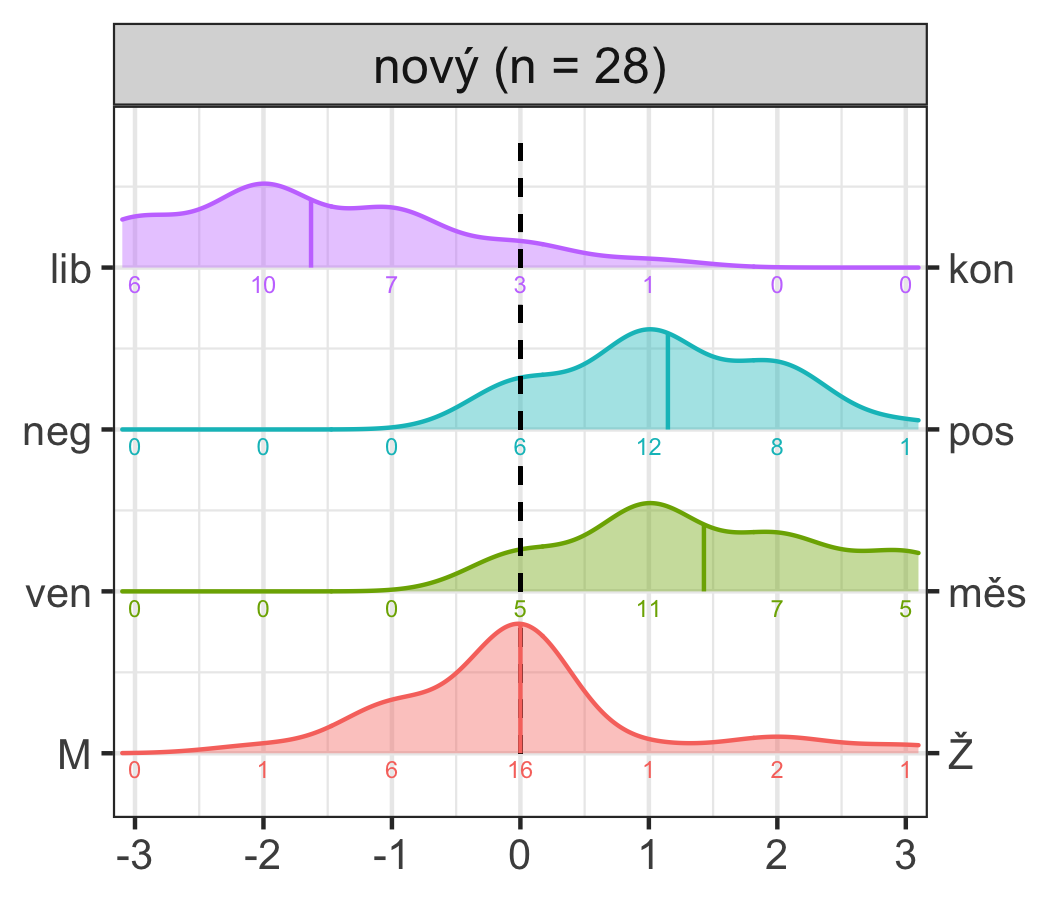 nový (n = 28)
lib kon
6 10 7 3 1 0 0
neg pos
0 0 0 6 12 8 1
ven měs
0 0 0 5 11 7 5
M Ž
0 1 6 16 1 2 1
-3 -2 -1 0 1 2 3